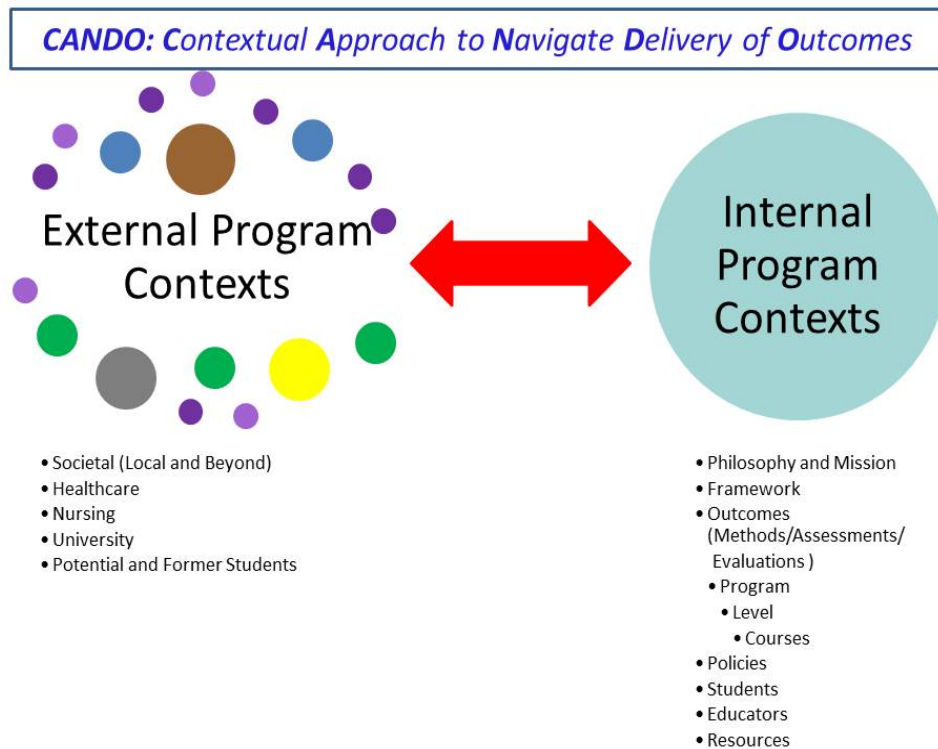 CANDO: Contextual Approach to Navigate Delivery of Outcomes
External Program
Contexts
• Societal (Local and Beyond)
• Healthcare
• Nursing
• University
• Potential and Former Students
Internal
Program
Contexts
• Philosophy and Mission
• Framework
• Outcomes
(Methods/Assessments/
Evaluations )
• Program
• Level
• Courses
• Policies
• Students
• Educators
• Resources